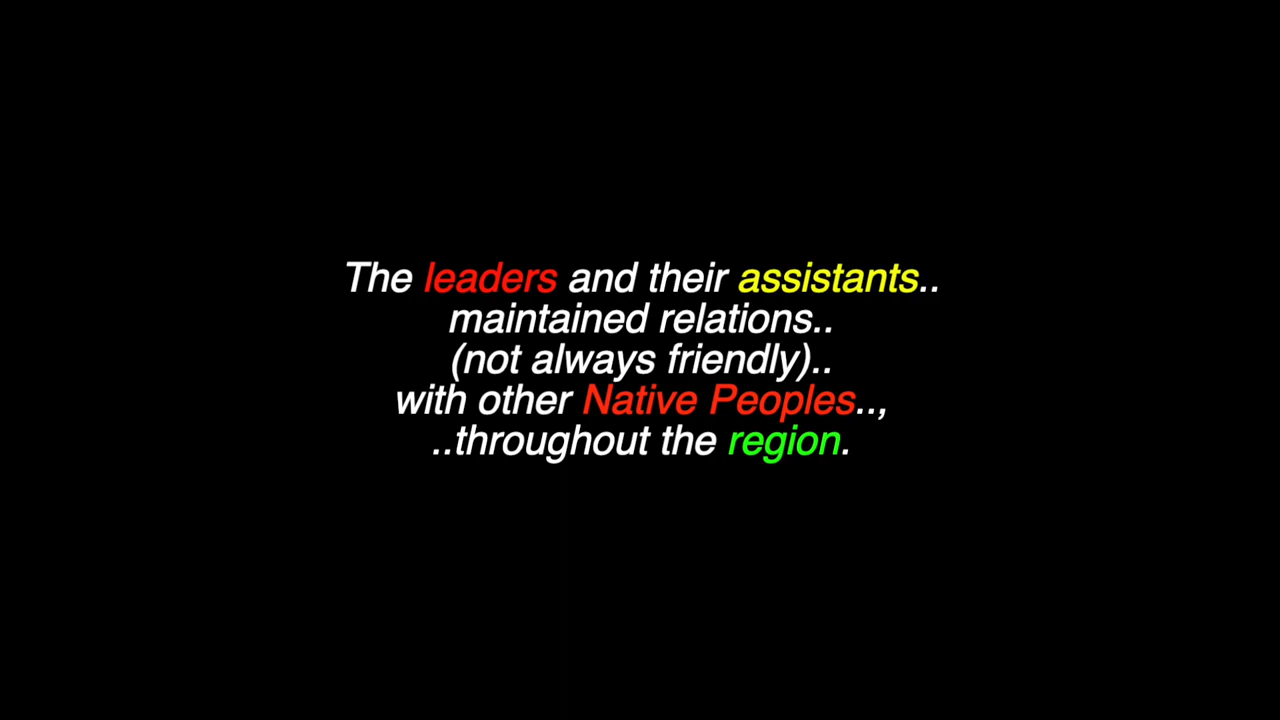 The leaders and their assistants..
maintained relations..
(not always friendly)..
with other Native Peoples..,
..throughout the region.